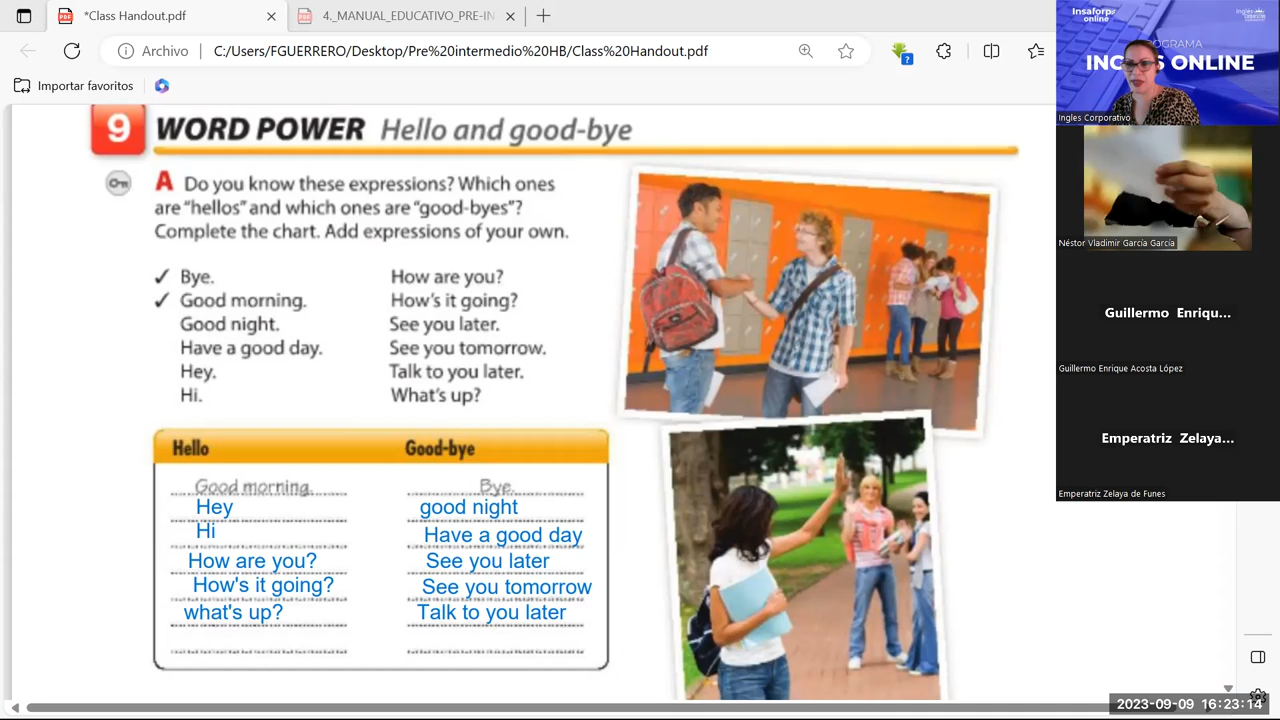 *Class Handout.pdf
4._MANUAL EDUCATIVO_PRE-IN
Archivo
C:/Users/FGUERRERO/Desktop/Pre%20intermedio%20HB/Class%20Handout.pdf
Importar favoritos
?
9 WORD POWER Hello and good-bye
A Do you know these expressions? Which ones
are "hellos" and which ones are "good-byes"?
Complete the chart. Add expressions of your own.
✓ Bye. How are you?
✓ Good morning. How's it going?
Good night. See you later.
Have a good day. See you tomorrow.
Hey. Talk to you later.
Hi. What's up?
Hello Good-bye
Good morning. Bye.
Hey good night
Hi Have a good day
How are you? See you later
How's it going? See you tomorrow
what's up? Talk to you later
Insaforp
online
INGLÉS ONLINE
Ingles Corporativo
Néstor Vladimir García García
Guillermo Enriqu...
Guillermo Enrique Acosta López
Emperatriz Zelaya...
Emperatriz Zelaya de Funes
2023-09-09 16:23:14